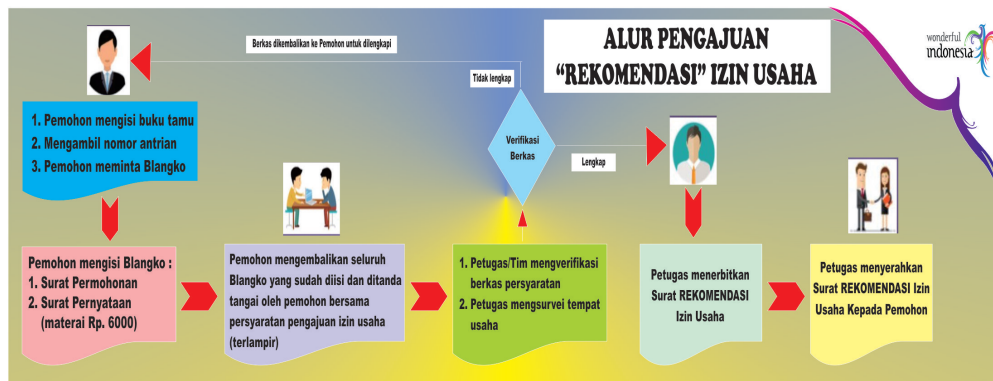 ALUR PENGAJUAN
“REKOMENDASI” IZIN USAHA
wonderful
indonesia
Berkas dikembalikan ke Pemohon untuk dilengkapi
Tidak lengkap
1. Pemohon mengisi buku tamu
2. Mengambil nomor antrian
3. Pemohon meminta Blangko
Verifikasi
Berkas
Lengkap
Pemohon mengisi Blangko :
1. Surat Permohonan
2. Surat Pernyataan
(materai Rp. 6000)
Pemohon mengembalikan seluruh
Blangko yang sudah diisi dan ditanda
tangai oleh pemohon bersama
persyaratan pengajuan izin usaha
(terlampir)
1. Petugas/Tim mengverifikasi
berkas persyaratan
2. Petugas mengsurvei tempat
usaha
Petugas menerbitkan
Surat REKOMENDASI
Izin Usaha
Petugas menyerahkan
Surat REKOMENDASI Izin
Usaha Kepada Pemohon